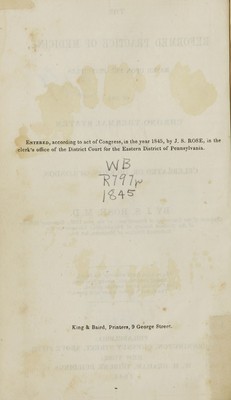 ENTERED, according to act of Congress, in the year 1845, by J. S. ROSE, in the
clerk's office of the District Court for the Eastern District of Pennsylvania.
WB
R797r
1845
King & Baird, Printers, 9 George Street.